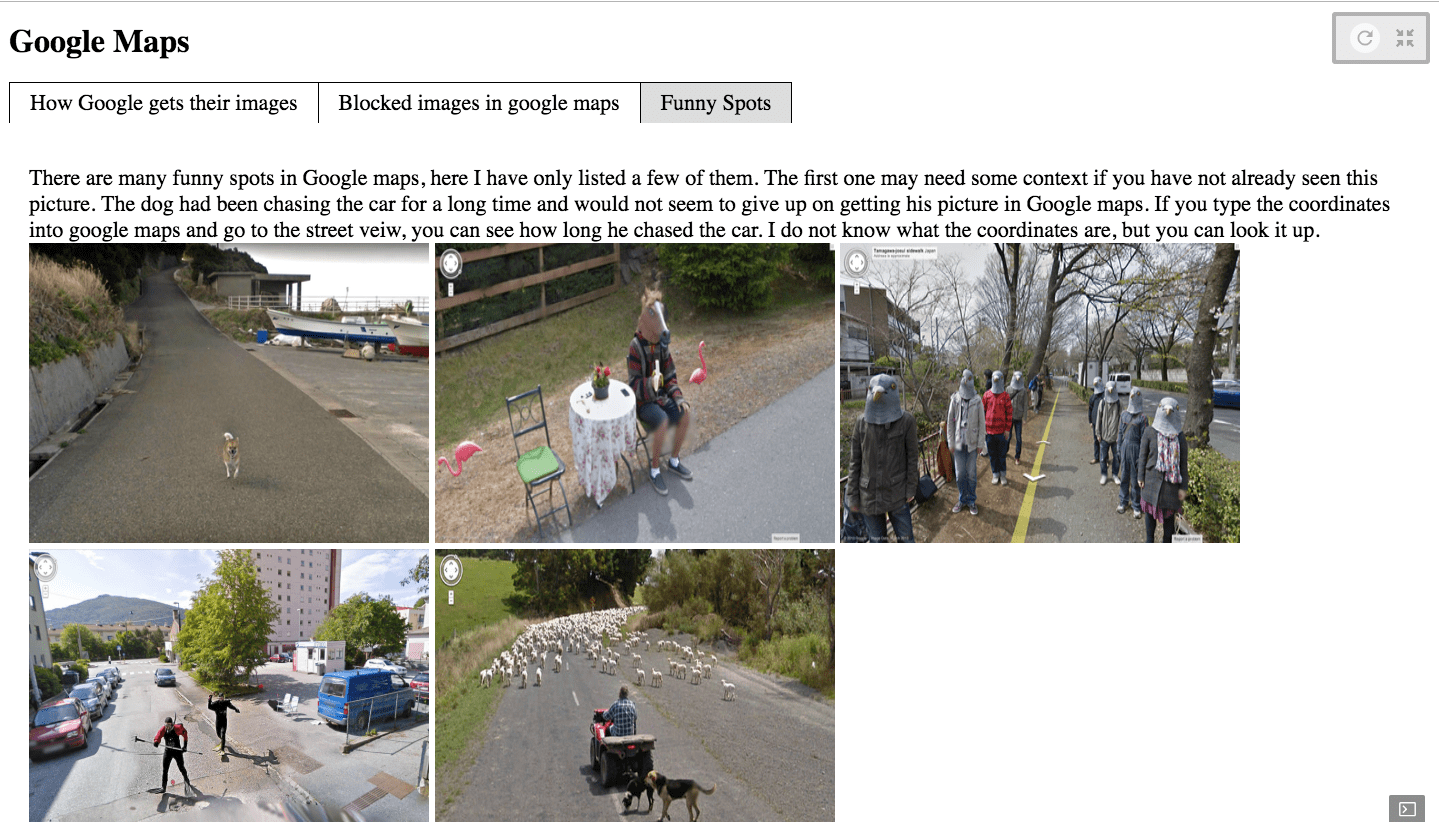 Google Maps
How Google gets their images
Blocked images in google maps
Funny Spots
There are many funny spots in Google maps, here I have only listed a few of them. The first one may need some context if you have not already seen this
picture. The dog had been chasing the car for a long time and would not seem to give up on getting his picture in Google maps. If you type the coordinates
into google maps and go to the street veiw, you can see how long he chased the car. I do not know what the coordinates are, but you can look it up.
Report a problem
Report a problem